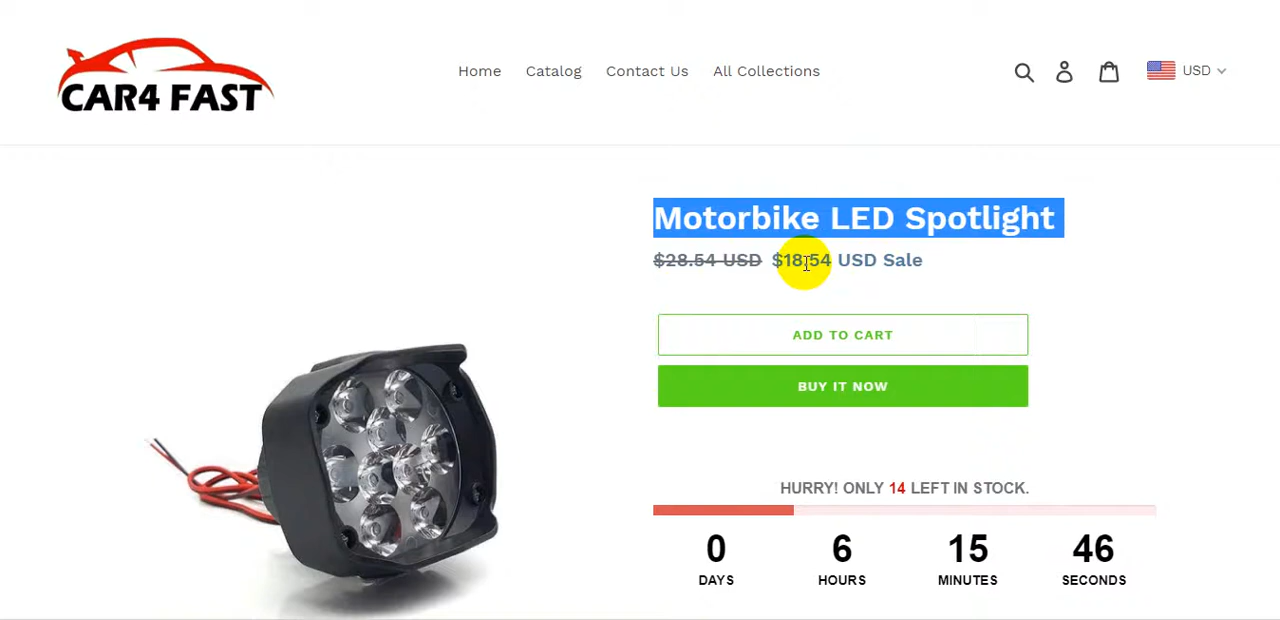 CAR4 FAST
Home Catalog Contact Us All Collections
USD
Motorbike LED Spotlight
$28.54 USD $18.54 USD Sale
ADD TO CART
BUY IT NOW
HURRY! ONLY 14 LEFT IN STOCK.
0 6 15 46
DAYS HOURS MINUTES SECONDS